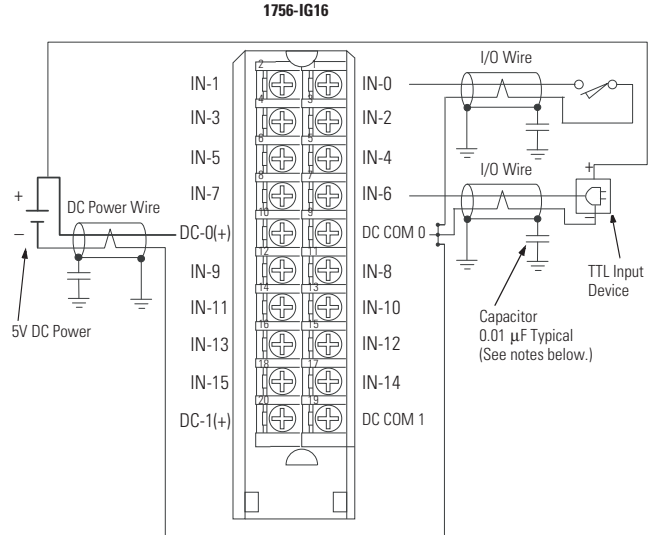 1756-IG16
I/O Wire
2 1
IN-1 IN-0
4 3
IN-3 IN-2
6 5
IN-5 IN-4
I/O Wire
8 7
+
IN-7 IN-6
+ DC Power Wire
10 9
– DC-0(+) DC COM 0
–
12 11
IN-9 IN-8
TTL Input
Device
14 13
IN-11 IN-10
Capacitor
0.01 µF Typical
(See notes below.)
5V DC Power
16 15
IN-13 IN-12
18 17
IN-15 IN-14
20 19
DC-1(+) DC COM 1